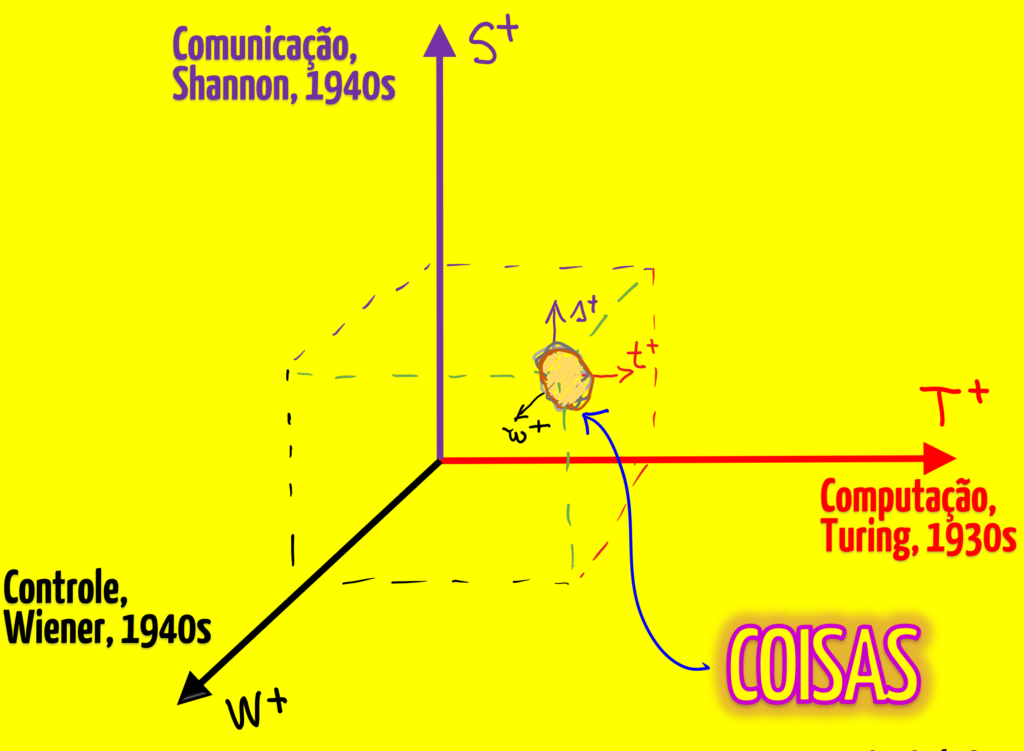 Comunicação,
Shannon, 1940s
S+
s+
t+
w+
T+
Computação,
Turing, 1930s
Controle,
Wiener, 1940s
W+
COISAS